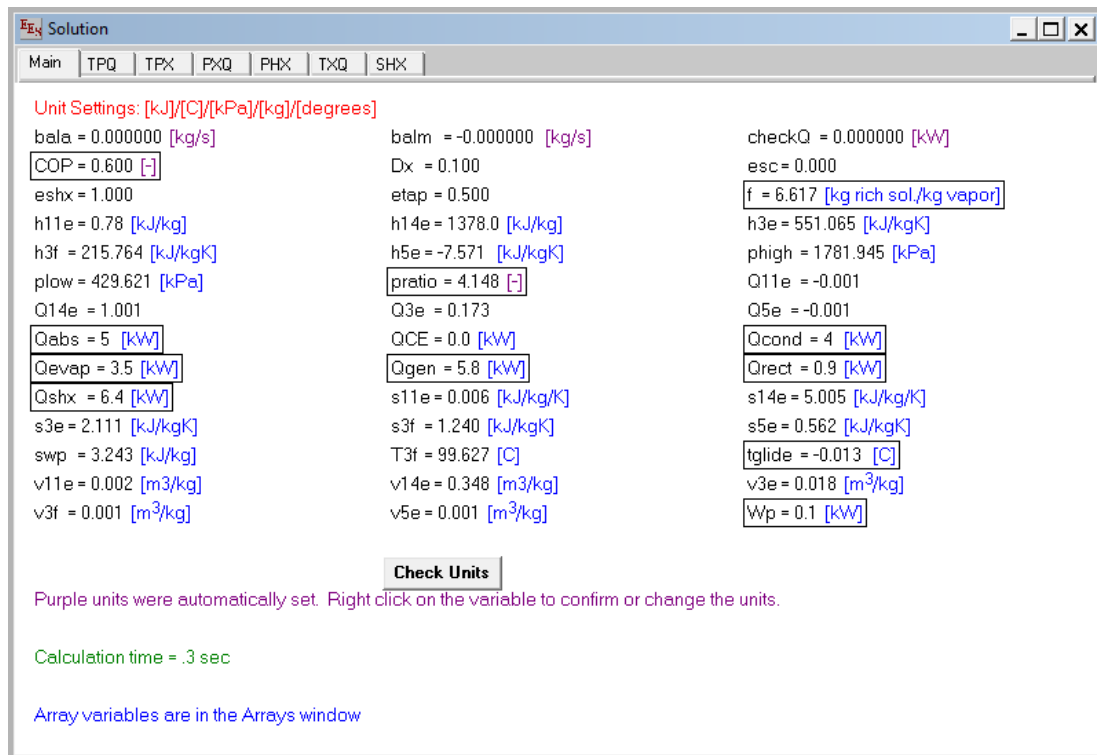 EES Solution
Main TPQ TPX PXQ PHX TXQ SHX
Unit Settings: [kJ]/[C]/[kPa]/[kg]/[degrees]
bala = 0.000000 [kg/s] balm = -0.000000 [kg/s] checkQ = 0.000000 [kW]
COP = 0.600 [-] Dx = 0.100 esc = 0.000
eshx = 1.000 etap = 0.500 f = 6.617 [kg rich sol./kg vapor]
h11e = 0.78 [kJ/kg] h14e = 1378.0 [kJ/kg] h3e = 551.065 [kJ/kgK]
h3f = 215.764 [kJ/kgK] h5e = -7.571 [kJ/kgK] phigh = 1781.945 [kPa]
plow = 429.621 [kPa] pratio = 4.148 [-] Q11e = -0.001
Q14e = 1.001 Q3e = 0.173 Q5e = -0.001
Qabs = 5 [kW] QCE = 0.0 [kW] Qcond = 4 [kW]
Qevap = 3.5 [kW] Qgen = 5.8 [kW] Qrect = 0.9 [kW]
Qshx = 6.4 [kW] s11e = 0.006 [kJ/kg/K] s14e = 5.005 [kJ/kg/K]
s3e = 2.111 [kJ/kgK] s3f = 1.240 [kJ/kgK] s5e = 0.562 [kJ/kgK]
swp = 3.243 [kJ/kg] T3f = 99.627 [C] tglide = -0.013 [C]
v11e = 0.002 [m3/kg] v14e = 0.348 [m3/kg] v3e = 0.018 [m³/kg]
v3f = 0.001 [m³/kg] v5e = 0.001 [m³/kg] Wp = 0.1 [kW]
Check Units
Purple units were automatically set. Right click on the variable to confirm or change the units.
Calculation time = .3 sec
Array variables are in the Arrays window